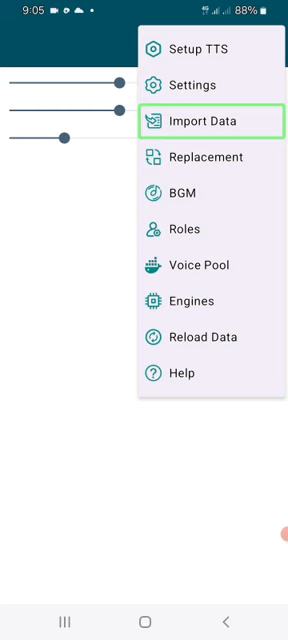 9:05
88%
Setup TTS
Settings
Import Data
Replacement
BGM
Roles
Voice Pool
Engines
Reload Data
Help